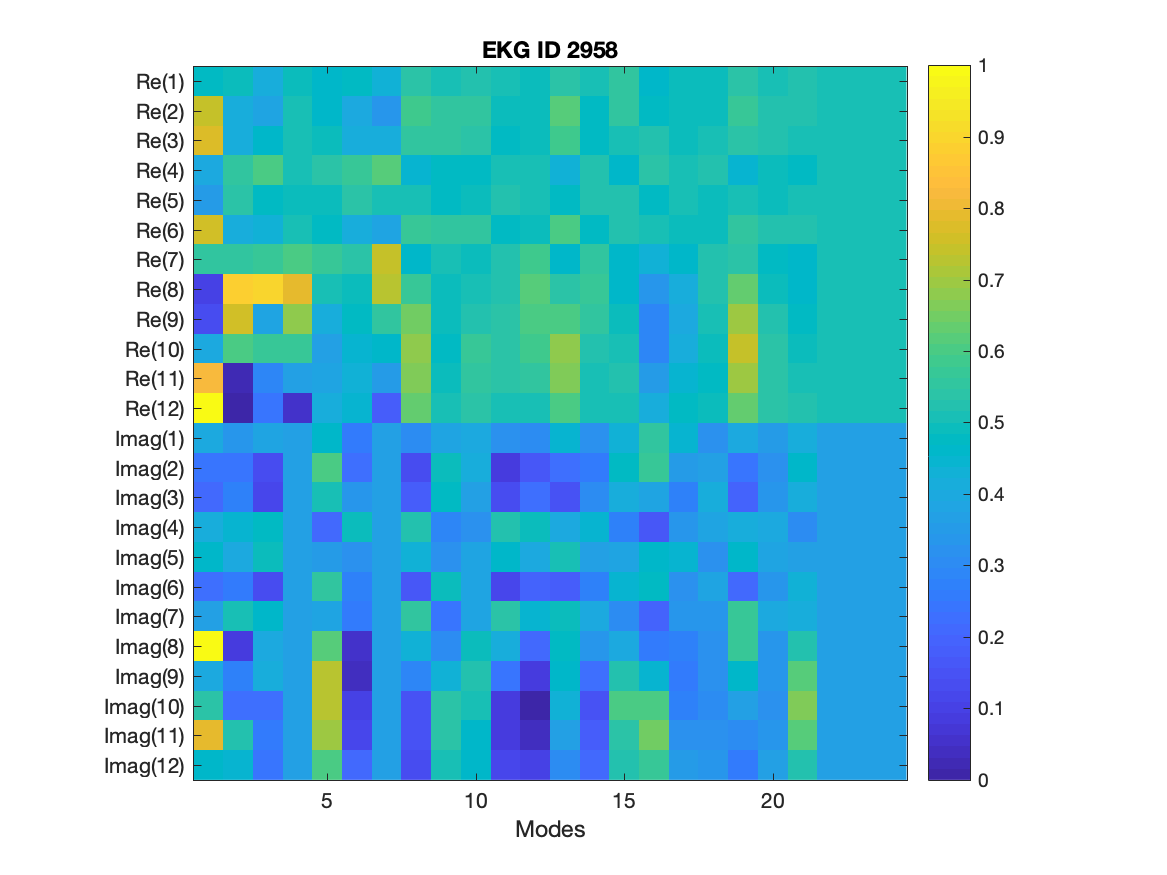 EKG ID 2958
Re(1)
Re(2)
Re(3)
Re(4)
Re(5)
Re(6)
Re(7)
Re(8)
Re(9)
Re(10)
Re(11)
Re(12)
Imag(1)
Imag(2)
Imag(3)
Imag(4)
Imag(5)
Imag(6)
Imag(7)
Imag(8)
Imag(9)
Imag(10)
Imag(11)
Imag(12)
5 10 15 20
Modes
1
0.9
0.8
0.7
0.6
0.5
0.4
0.3
0.2
0.1
0